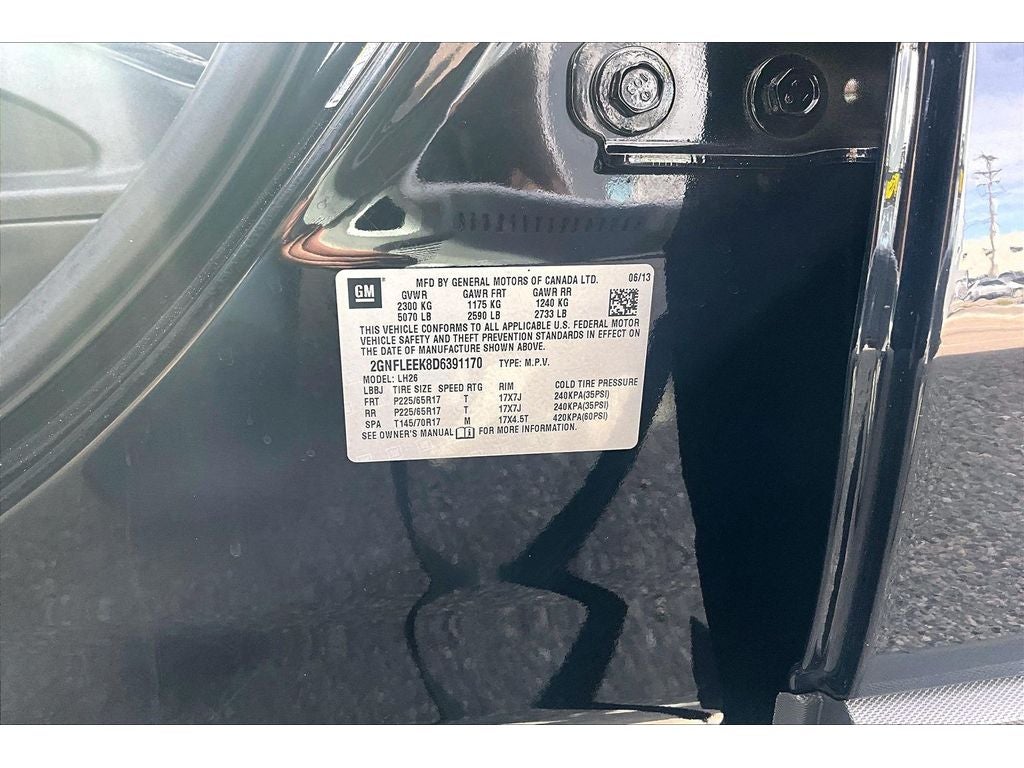 GM
MFD BY GENERAL MOTORS OF CANADA LTD. 06/13
GVWR GAWR FRT GAWR RR
2300 KG 1175 KG 1240 KG
5070 LB 2590 LB 2733 LB
THIS VEHICLE CONFORMS TO ALL APPLICABLE U.S. FEDERAL MOTOR
VEHICLE SAFETY AND THEFT PREVENTION STANDARDS IN EFFECT ON
THE DATE OF MANUFACTURE SHOWN ABOVE.
2GNFLEEK8D6391170 TYPE: M.P.V.
MODEL: LH26
LBBJ TIRE SIZE SPEED RTG RIM COLD TIRE PRESSURE
FRT P225/65R17 T 17X7J 240KPA(35PSI)
RR P225/65R17 T 17X7J 240KPA(35PSI)
SPA T145/70R17 M 17X4.5T 420KPA(60PSI)
SEE OWNER'S MANUAL FOR MORE INFORMATION.